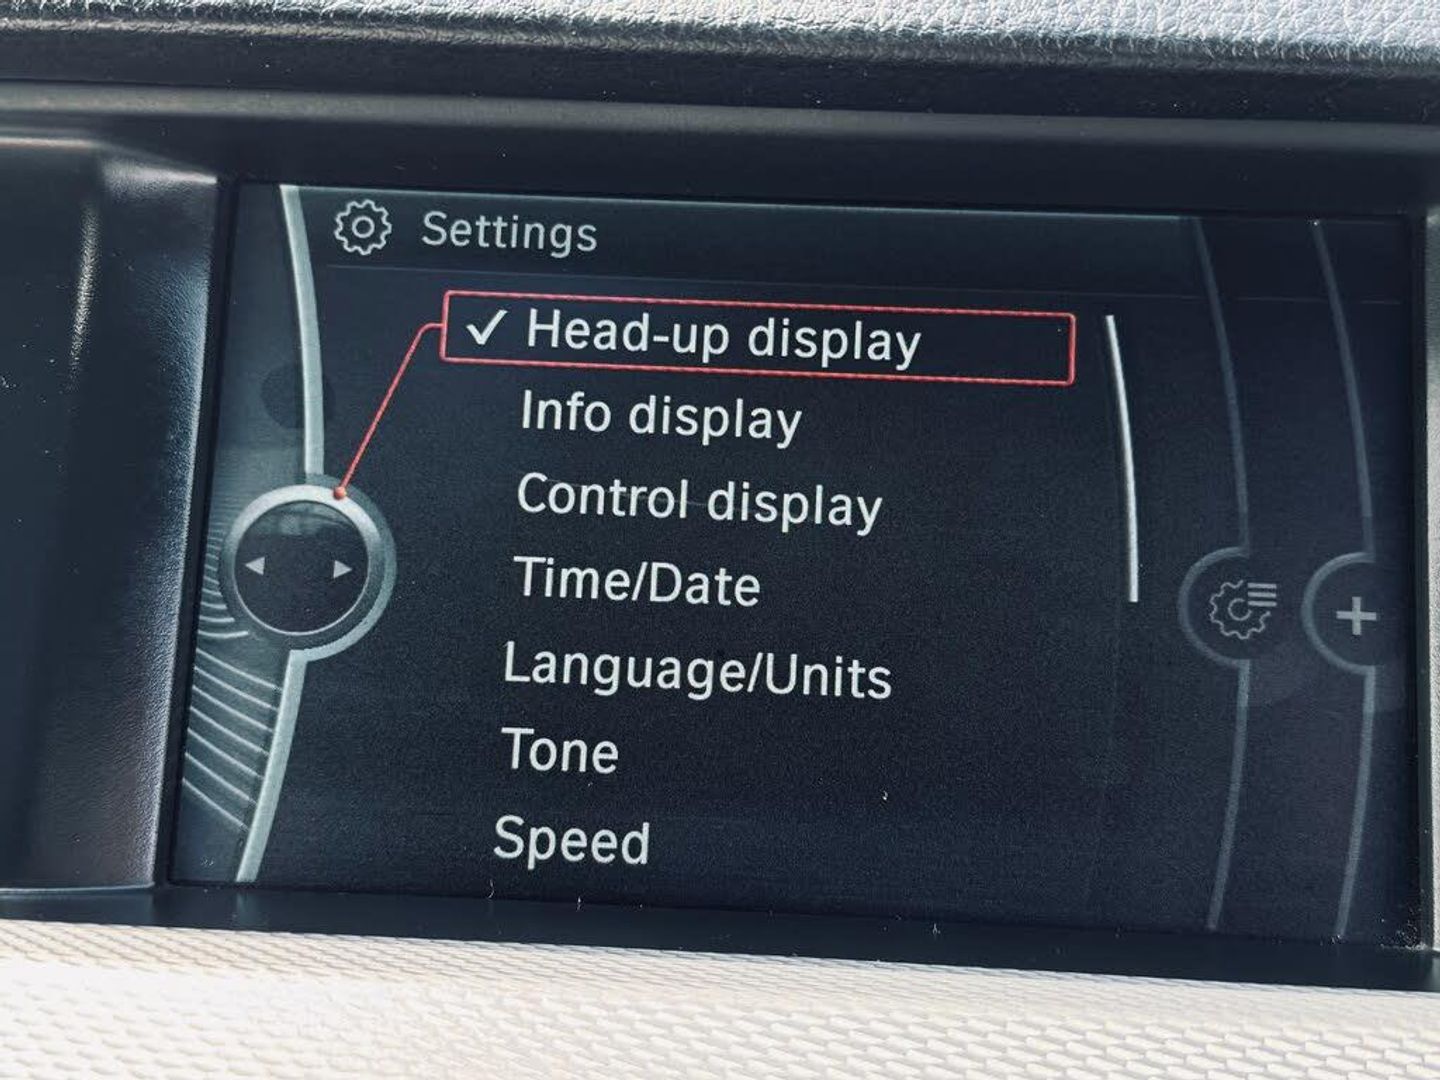 Settings
✓ Head-up display
Info display
Control display
Time/Date
Language/Units
Tone
Speed